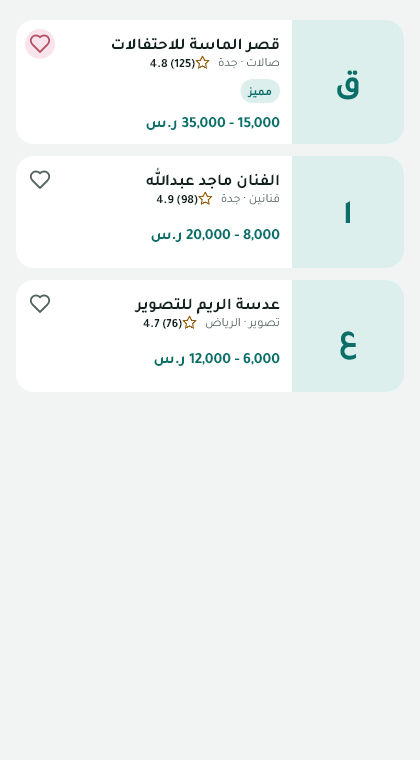 ق
قصر الماسة للاحتفالات
صالات · جدة 4.8 (125)
مميز
15,000 - 35,000 ر.س
ا
الفنان ماجد عبدالله
فنانين · جدة 4.9 (98)
8,000 - 20,000 ر.س
ع
عدسة الريم للتصوير
تصوير · الرياض 4.7 (76)
6,000 - 12,000 ر.س